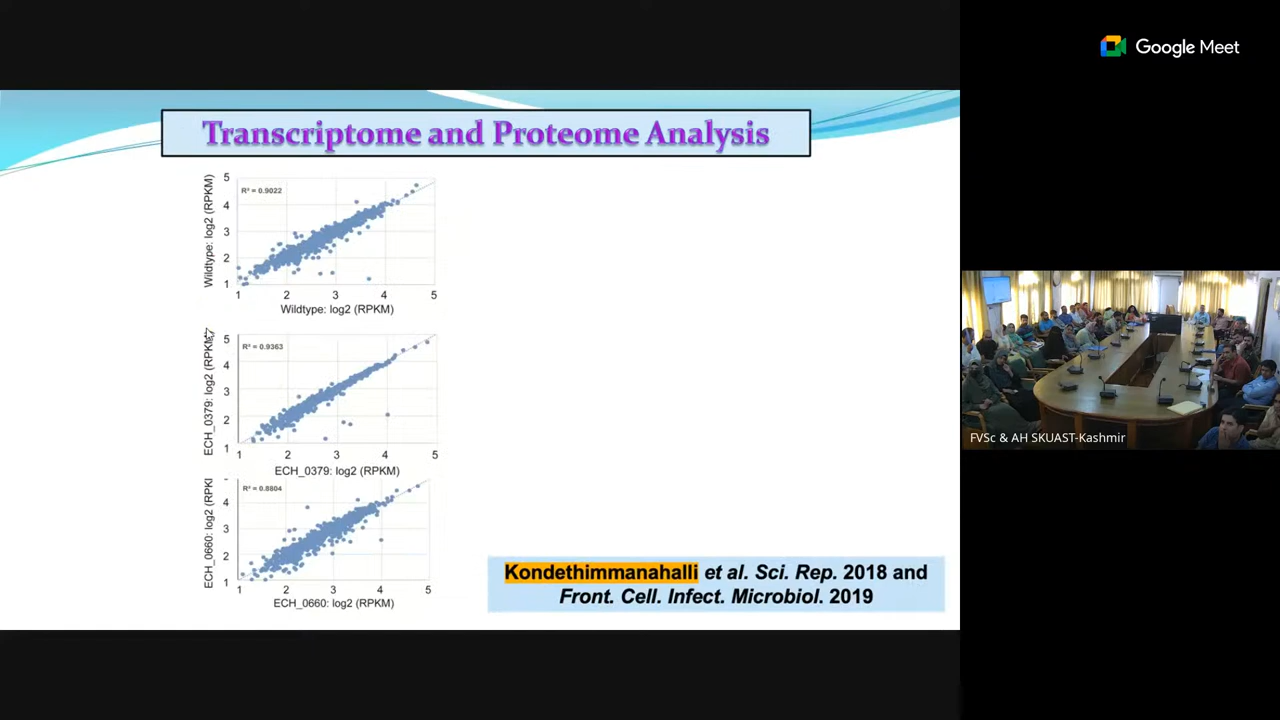 Google Meet
Transcriptome and Proteome Analysis
R² = 0.9022
Wildtype: log2 (RPKM)
5
4
3
2
1
1 2 3 4 5
Wildtype: log2 (RPKM)
R² = 0.9363
ECH_0379: log2 (RPKM)
5
4
3
2
1
1 2 3 4 5
ECH_0379: log2 (RPKM)
R² = 0.8804
ECH_0660: log2 (RPK
4
3
2
1
1 2 3 4 5
ECH_0660: log2 (RPKM)
Kondethimmanahalli et al. Sci. Rep. 2018 and
Front. Cell. Infect. Microbiol. 2019
FVSc & AH SKUAST-Kashmir